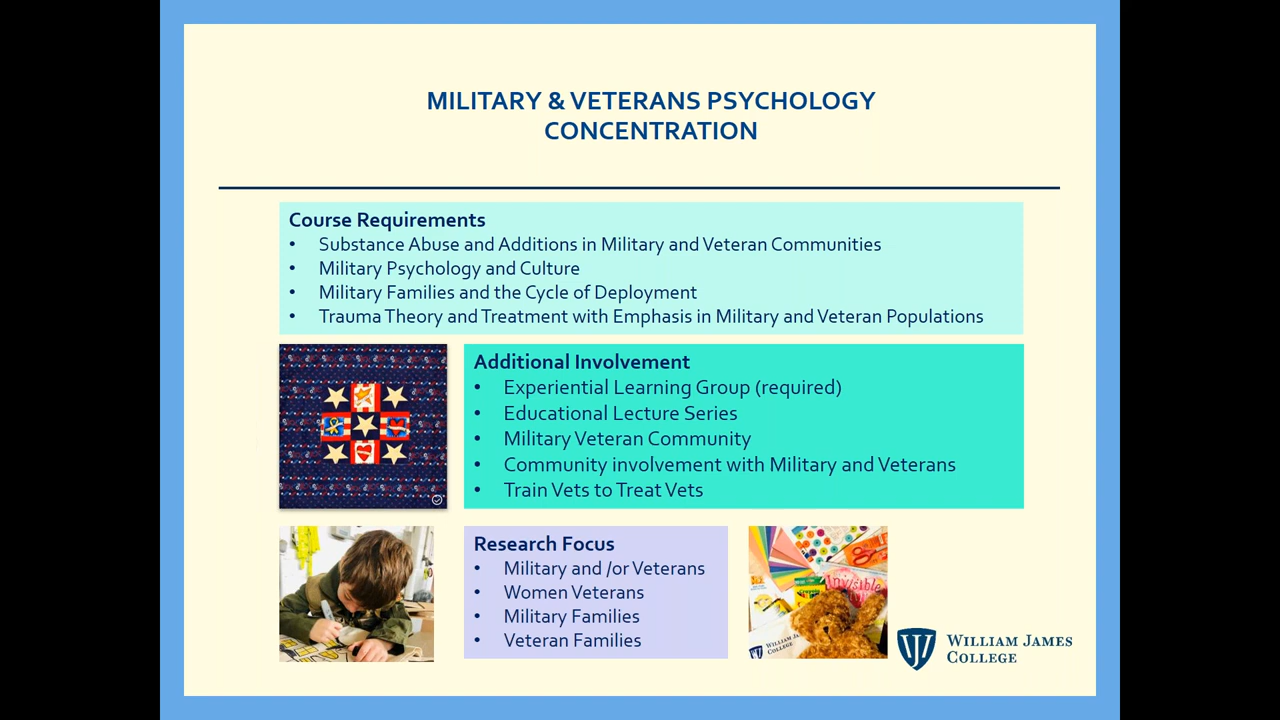 MILITARY & VETERANS PSYCHOLOGY
CONCENTRATION
Course Requirements
• Substance Abuse and Additions in Military and Veteran Communities
• Military Psychology and Culture
• Military Families and the Cycle of Deployment
• Trauma Theory and Treatment with Emphasis in Military and Veteran Populations
Additional Involvement
• Experiential Learning Group (required)
• Educational Lecture Series
• Military Veteran Community
• Community involvement with Military and Veterans
• Train Vets to Treat Vets
Research Focus
• Military and /or Veterans
• Women Veterans
• Military Families
• Veteran Families
Invisible
WILLIAM JAMES
COLLEGE
WILLIAM JAMES
COLLEGE